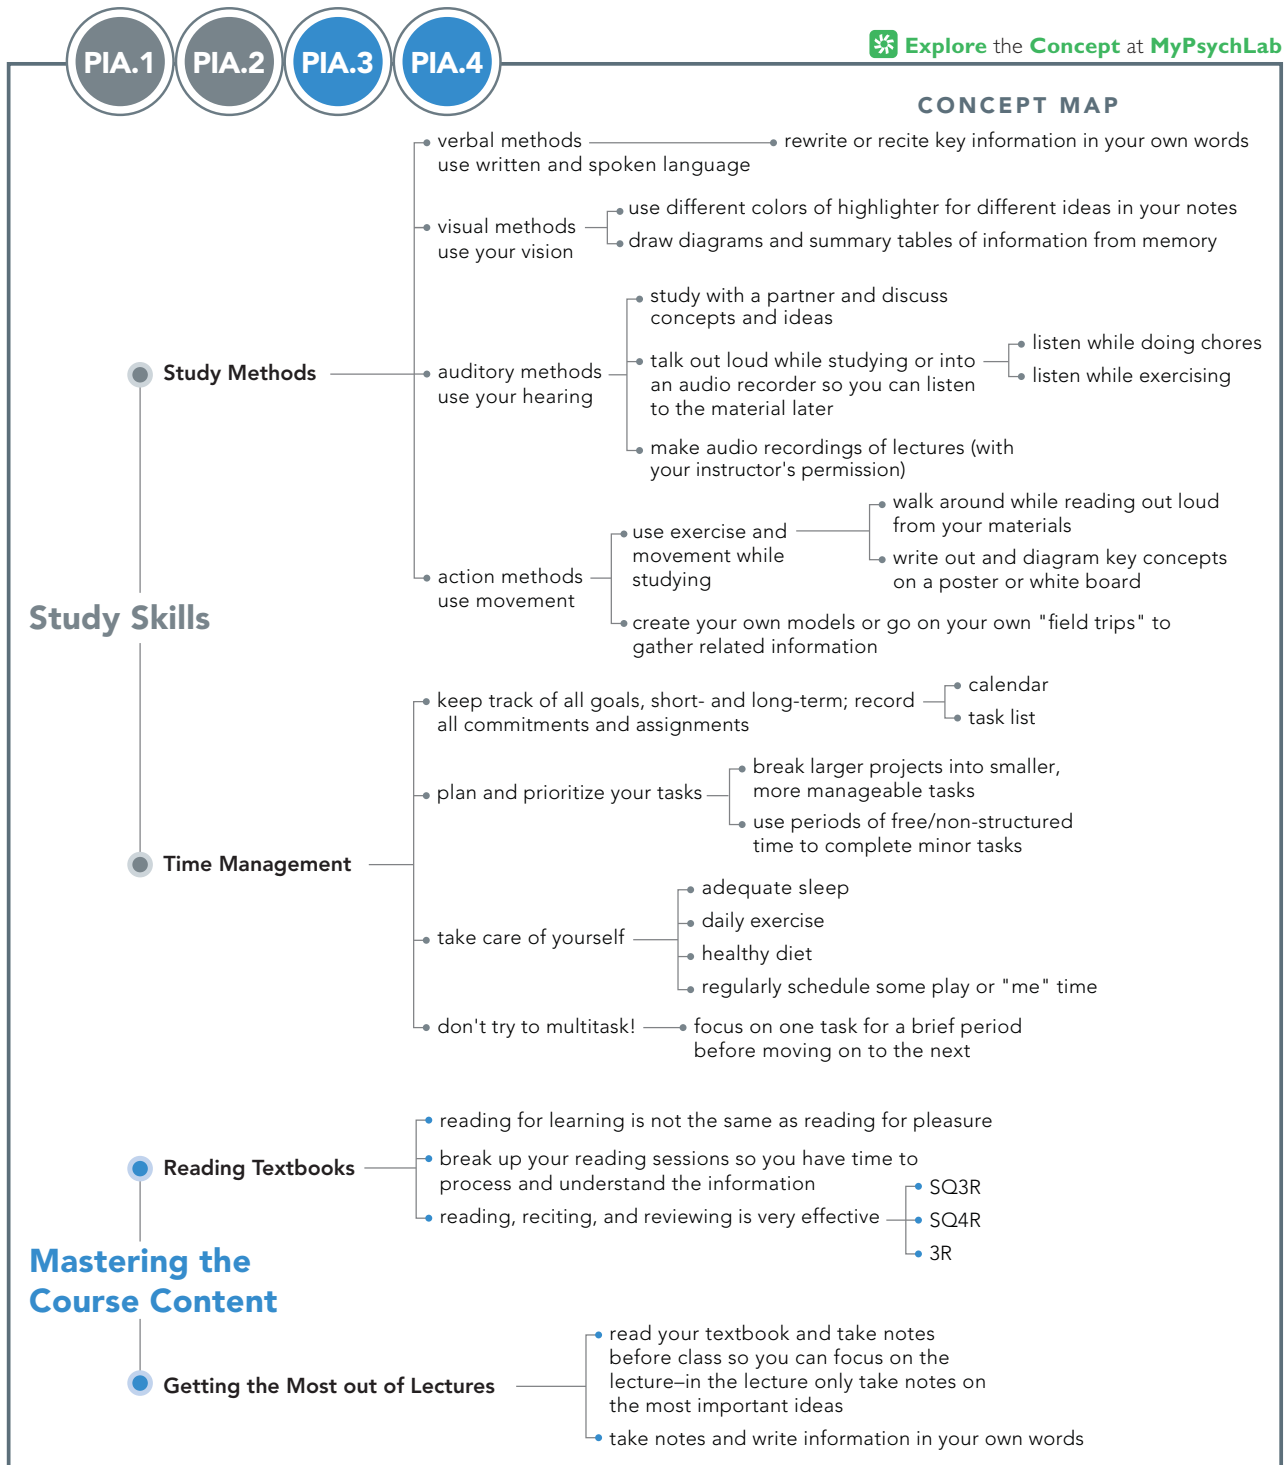 PIA.1 PIA.2 PIA.3 PIA.4
Explore the Concept at MyPsychLab
CONCEPT MAP
Study Skills
Study Methods
verbal methods
use written and spoken language
rewrite or recite key information in your own words
visual methods
use your vision
use different colors of highlighter for different ideas in your notes
draw diagrams and summary tables of information from memory
auditory methods
use your hearing
study with a partner and discuss
concepts and ideas
talk out loud while studying or into
an audio recorder so you can listen
to the material later
listen while doing chores
listen while exercising
make audio recordings of lectures (with
your instructor's permission)
action methods
use movement
use exercise and
movement while
studying
walk around while reading out loud
from your materials
write out and diagram key concepts
on a poster or white board
create your own models or go on your own "field trips" to
gather related information
Time Management
keep track of all goals, short- and long-term; record
all commitments and assignments
calendar
task list
plan and prioritize your tasks
break larger projects into smaller,
more manageable tasks
use periods of free/non-structured
time to complete minor tasks
take care of yourself
adequate sleep
daily exercise
healthy diet
regularly schedule some play or "me" time
don't try to multitask!
focus on one task for a brief period
before moving on to the next
Mastering the
Course Content
Reading Textbooks
reading for learning is not the same as reading for pleasure
break up your reading sessions so you have time to
process and understand the information
reading, reciting, and reviewing is very effective
SQ3R
SQ4R
3R
Getting the Most out of Lectures
read your textbook and take notes
before class so you can focus on the
lecture–in the lecture only take notes on
the most important ideas
take notes and write information in your own words